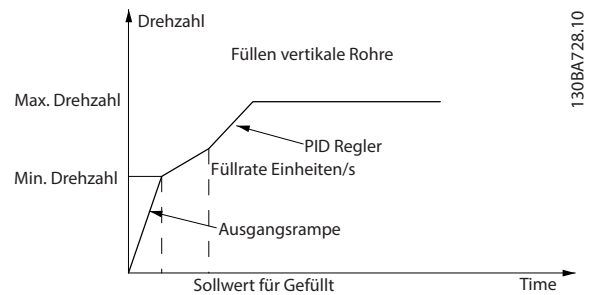 Drehzahl
Füllen vertikale Rohre
130BA728.10
Max. Drehzahl
PID Regler
Füllrate Einheiten/s
Min. Drehzahl
Ausgangsrampe
Sollwert für Gefüllt
Time